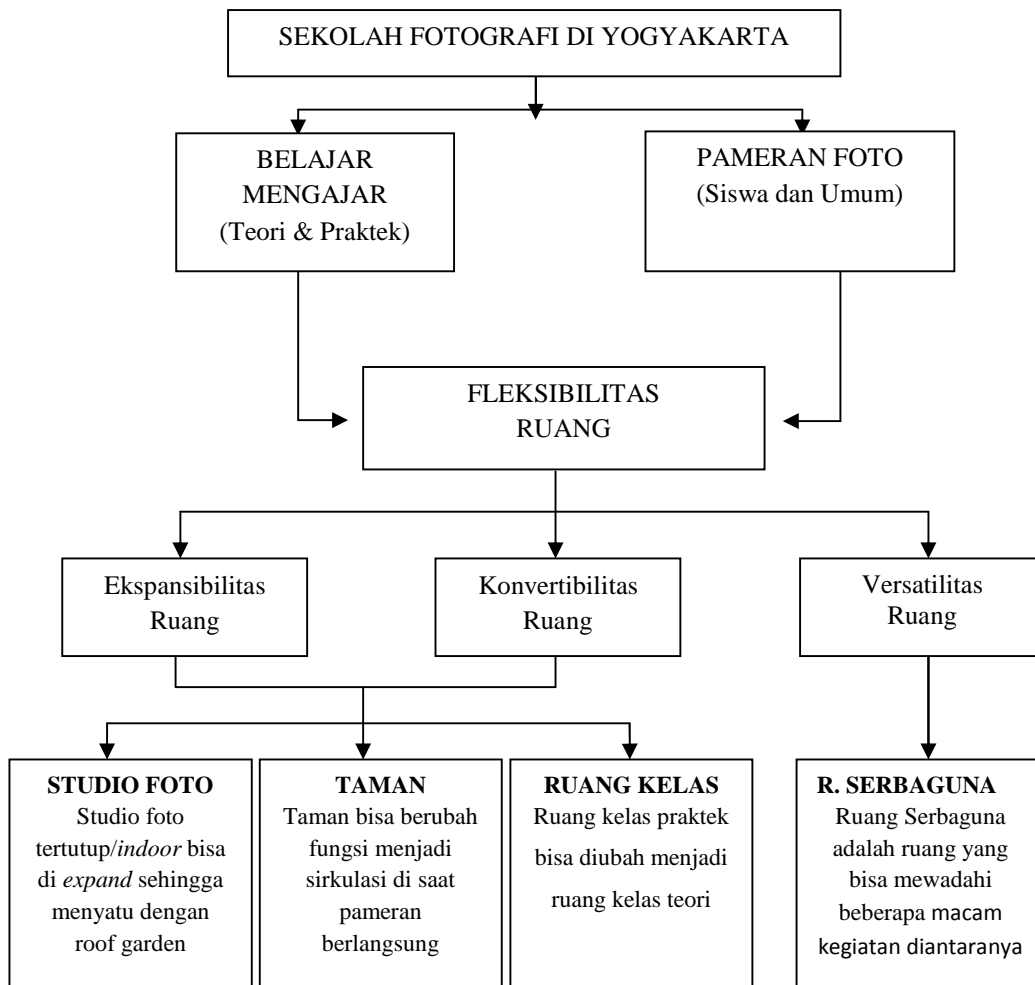 SEKOLAH FOTOGRAFI DI YOGYAKARTA
BELAJAR
MENGAJAR
(Teori & Praktek)
PAMERAN FOTO
(Siswa dan Umum)
FLEKSIBILITAS
RUANG
Ekspansibilitas
Ruang
Konvertibilitas
Ruang
Versatilitas
Ruang
STUDIO FOTO
Studio foto
tertutup/indoor bisa
di expand sehingga
menyatu dengan
roof garden
TAMAN
Taman bisa berubah
fungsi menjadi
sirkulasi di saat
pameran
berlangsung
RUANG KELAS
Ruang kelas praktek
bisa diubah menjadi
ruang kelas teori
R. SERBAGUNA
Ruang Serbaguna
adalah ruang yang
bisa mewadahi
beberapa macam
kegiatan diantaranya